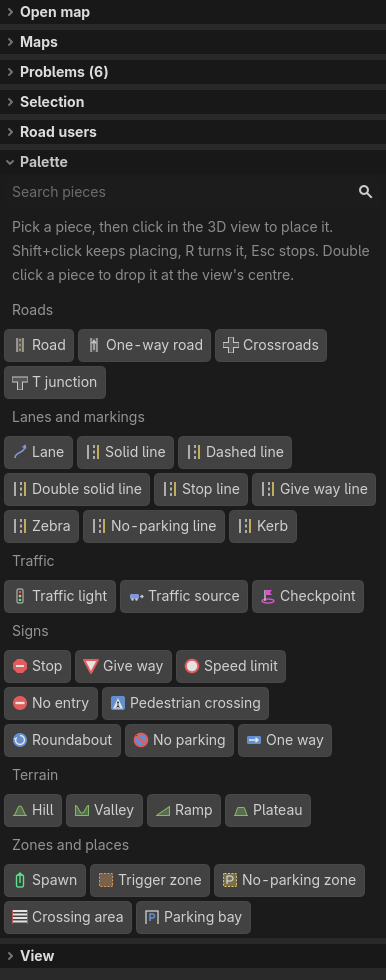 Open map
Maps
Problems (6)
Selection
Road users
Palette
Search pieces
Pick a piece, then click in the 3D view to place it.
Shift+click keeps placing, R turns it, Esc stops. Double
click a piece to drop it at the view's centre.
Roads
Road One-way road Crossroads
T junction
Lanes and markings
Lane Solid line Dashed line
Double solid line Stop line Give way line
Zebra No-parking line Kerb
Traffic
Traffic light Traffic source Checkpoint
Signs
Stop Give way Speed limit
No entry Pedestrian crossing
Roundabout No parking One way
Terrain
Hill Valley Ramp Plateau
Zones and places
Spawn Trigger zone No-parking zone
Crossing area Parking bay
View